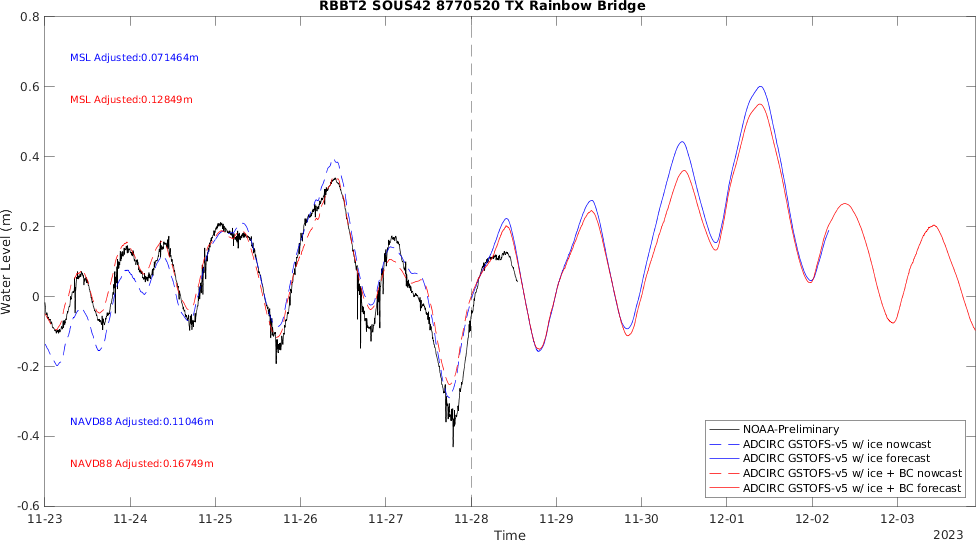 RBBT2 SOUS42 8770520 TX Rainbow Bridge
0.8
0.6
0.4
0.2
0
-0.2
-0.4
-0.6
Water Level (m)
MSL Adjusted:0.071464m
MSL Adjusted:0.12849m
NAVD88 Adjusted:0.11046m
NAVD88 Adjusted:0.16749m
NOAA-Preliminary
ADCIRC GSTOFS-v5 w/ ice nowcast
ADCIRC GSTOFS-v5 w/ ice forecast
ADCIRC GSTOFS-v5 w/ ice + BC nowcast
ADCIRC GSTOFS-v5 w/ ice + BC forecast
11-23 11-24 11-25 11-26 11-27 11-28 11-29 11-30 12-01 12-02 12-03
Time
2023